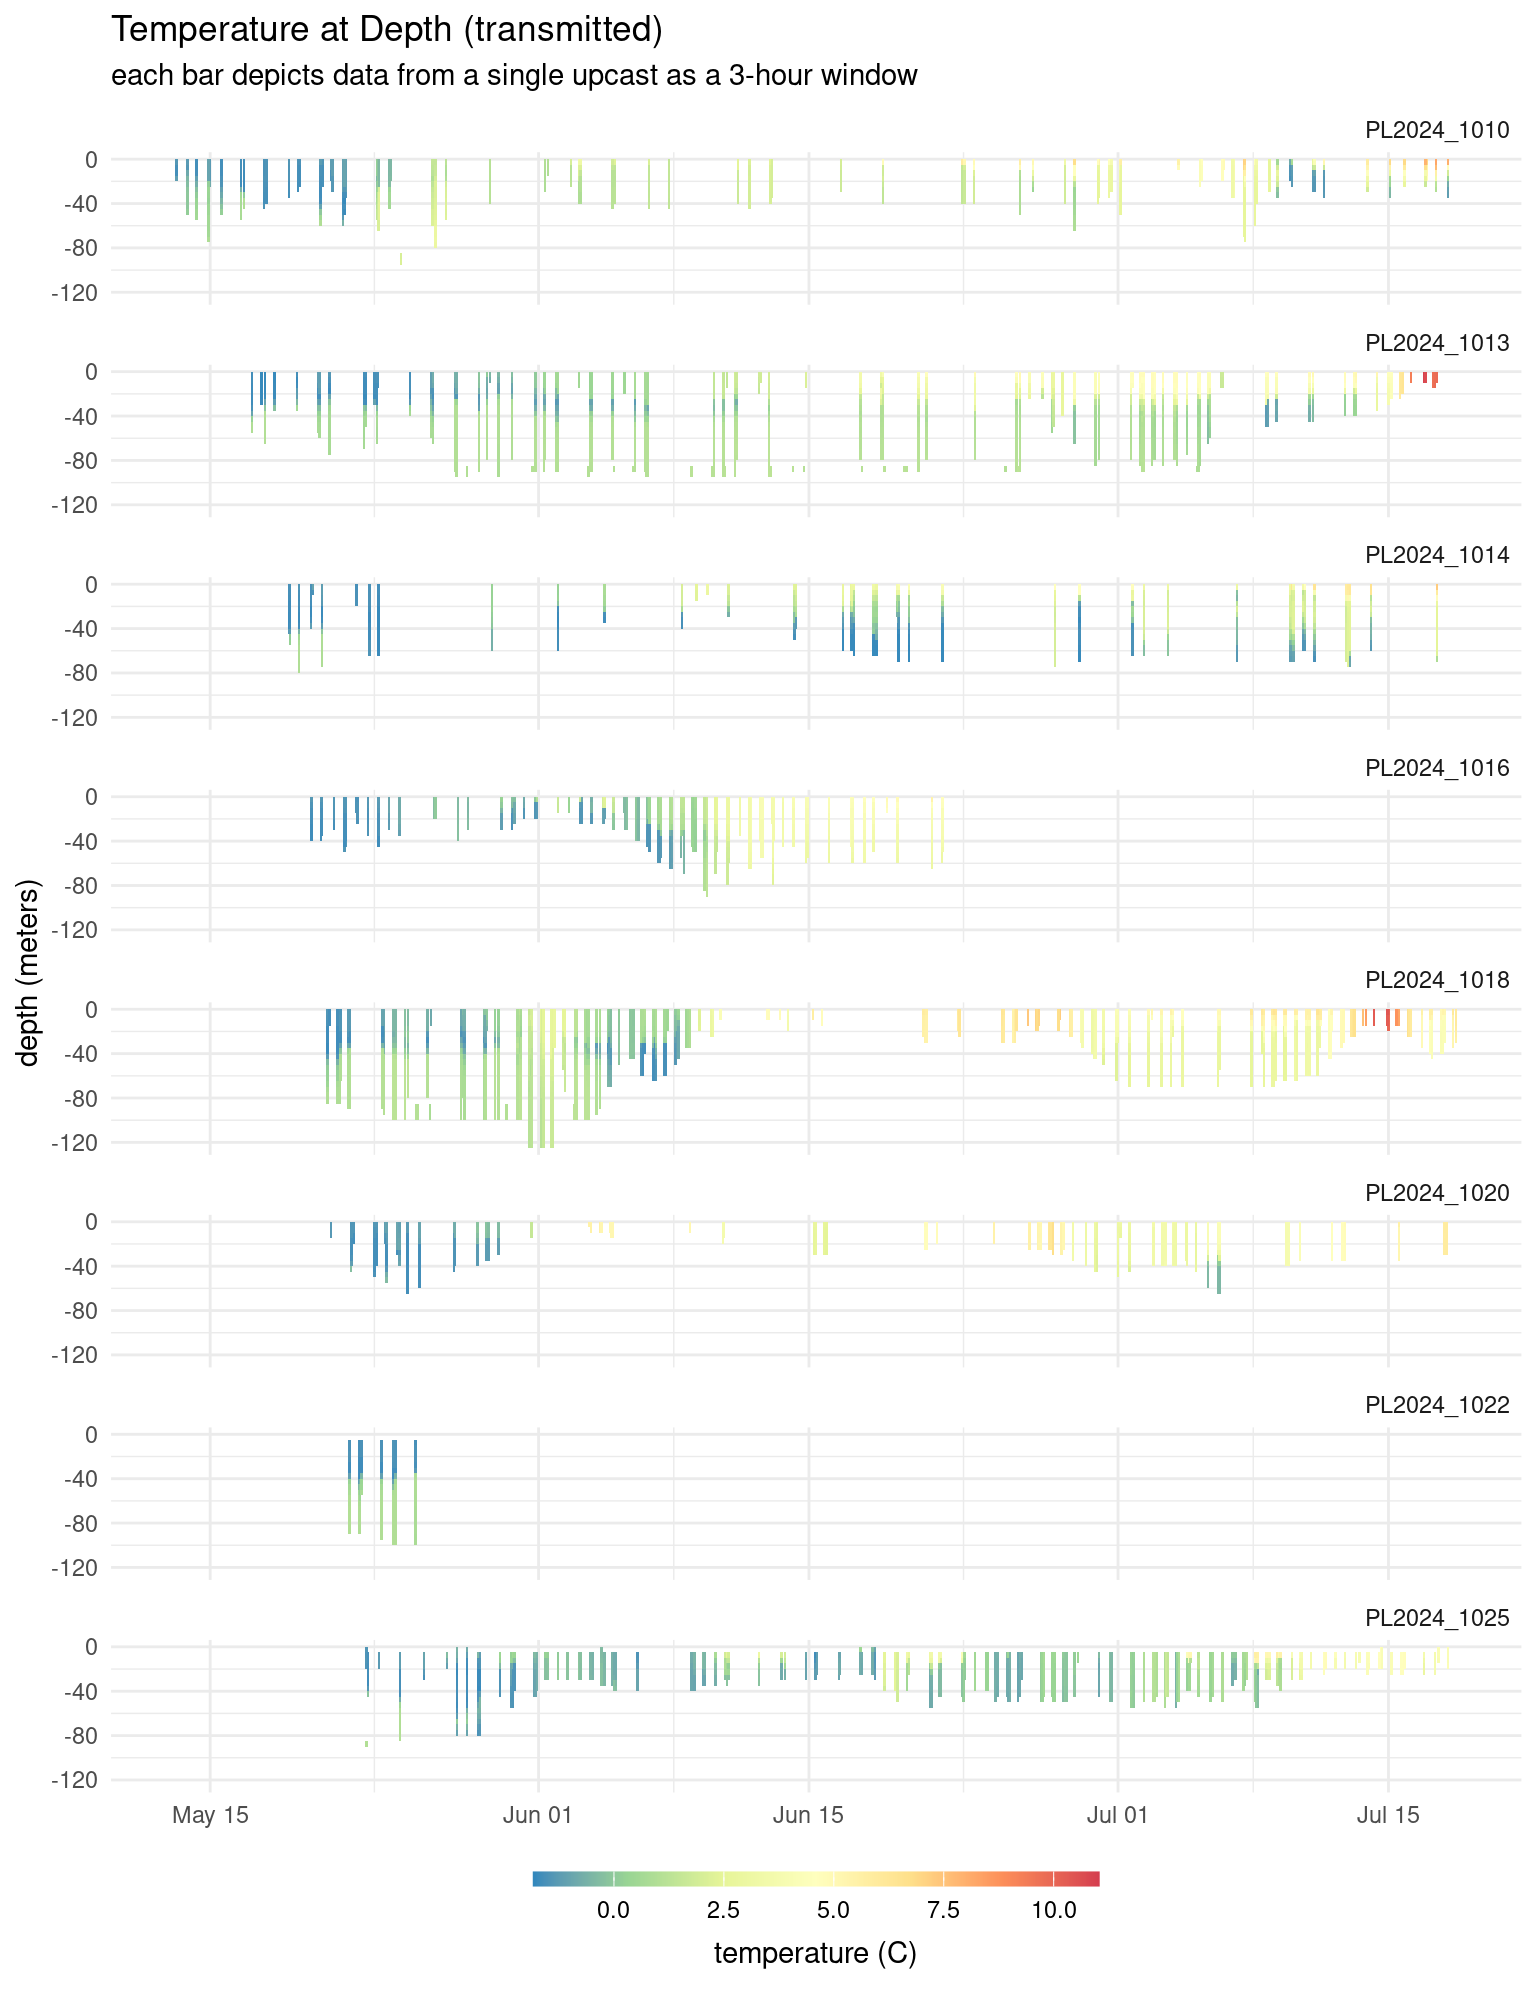 Temperature at Depth (transmitted)
each bar depicts data from a single upcast as a 3-hour window
PL2024_1010
0
-40
-80
-120
PL2024_1013
0
-40
-80
-120
PL2024_1014
0
-40
-80
-120
PL2024_1016
0
-40
-80
-120
depth (meters)
PL2024_1018
0
-40
-80
-120
PL2024_1020
0
-40
-80
-120
PL2024_1022
0
-40
-80
-120
PL2024_1025
0
-40
-80
-120
May 15 Jun 01 Jun 15 Jul 01 Jul 15
0.0 2.5 5.0 7.5 10.0
temperature (C)